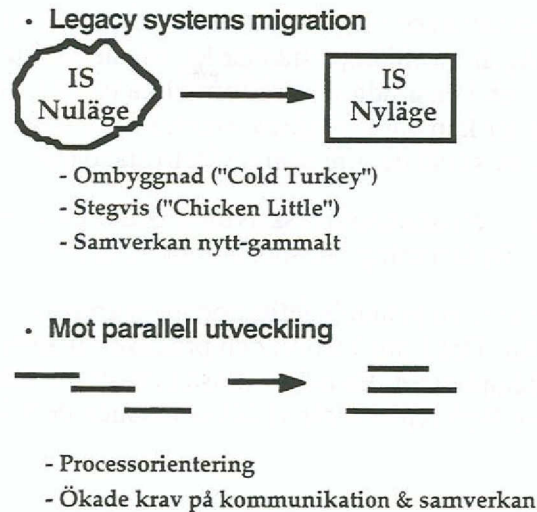 · Legacy systems migration
IS
Nuläge
IS
Nyläge
- Ombyggnad ("Cold Turkey")
- Stegvis ("Chicken Little")
- Samverkan nytt-gammalt
· Mot parallell utveckling
- Processorientering
- Ökade krav på kommunikation & samverkan